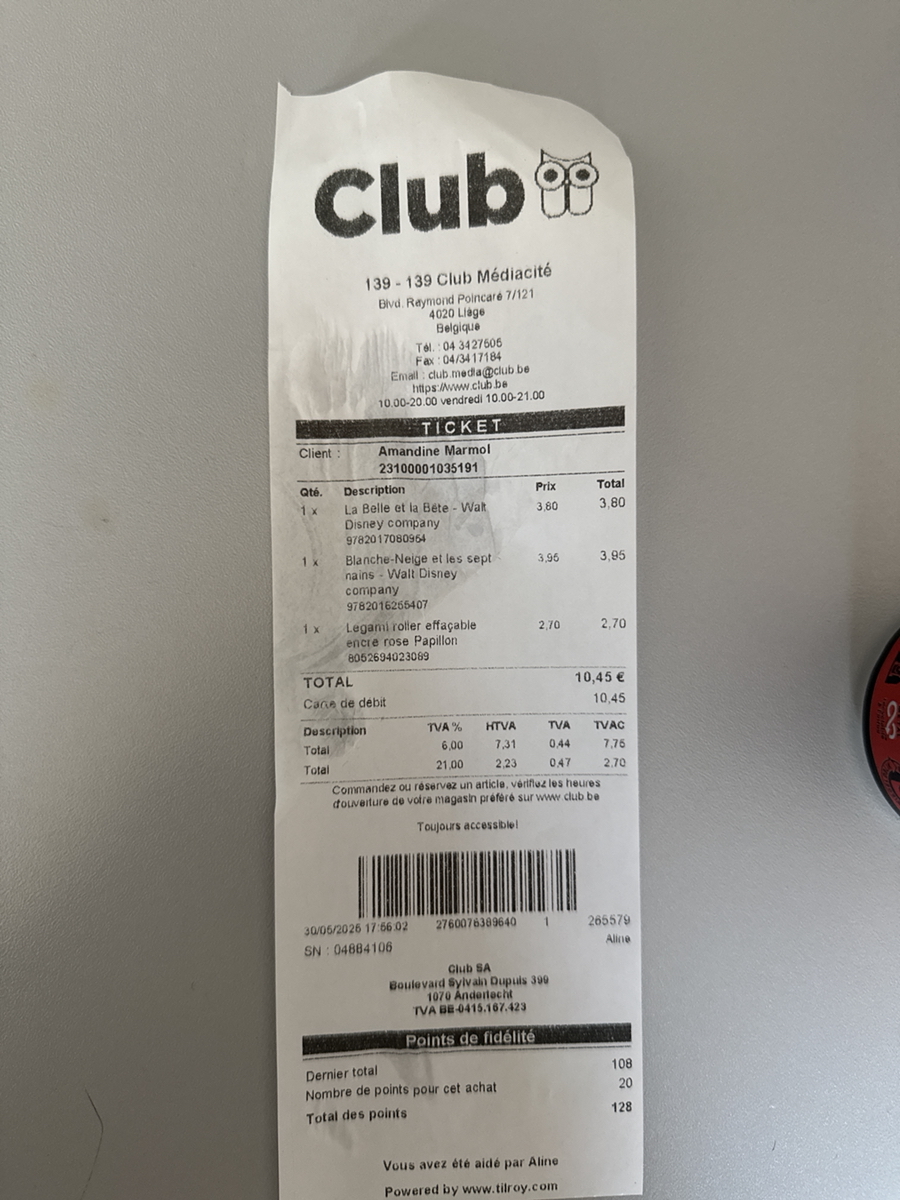 Club
139 - 139 Club Médiacité
Blvd. Raymond Poincaré 7/121
4020 Liège
Belgique
Tél. : 04 3427605
Fax : 04/3417184
Email : club.media@club.be
https://www.club.be
10.00-20.00 vendredi 10.00-21.00
TICKET
Client : Amandine Marmol
23100001035191
Qté. Description Prix Total
1 x La Belle et la Bête - Walt 3,80 3,80
Disney company
9782017080954
1 x Blanche-Neige et les sept 3,95 3,95
nains - Walt Disney
company
9782016255407
1 x Legami roller effaçable 2,70 2,70
encre rose Papillon
8052694023089
TOTAL 10,45 €
Carte de débit 10,45
Description TVA % HTVA TVA TVAC
Total 6,00 7,31 0,44 7,75
Total 21,00 2,23 0,47 2,70
Commandez ou réservez un article, vérifiez les heures
d'ouverture de votre magasin préféré sur www club be
Toujours accessible!
17:56:02 2760076389640 1 265579
Aline
SN : 04884106
Club SA
Boulevard Sylvain Dupuis 399
1070 Anderlecht
TVA BE-0415.167.423
Points de fidélité
Dernier total 108
Nombre de points pour cet achat 20
Total des points 128
Vous avez été aidé par Aline
Powered by www.tilroy.com